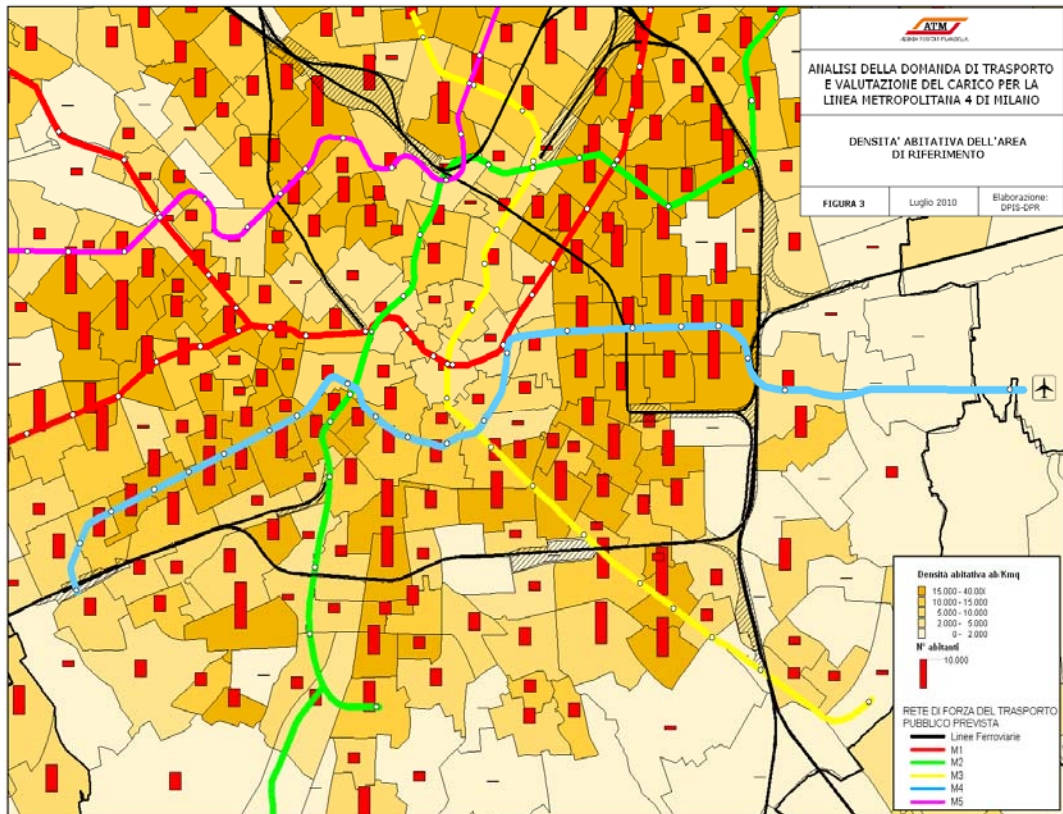 ATM
ANALISI DELLA DOMANDA DI TRASPORTO
E VALUTAZIONE DEL CARICO PER LA
LINEA METROPOLITANA 4 DI MILANO
DENSITA' ABITATIVA DELL'AREA
DI RIFERIMENTO
FIGURA 3
Luglio 2010
Elaborazione:
DPIS-DPR
Densità abitativa ab/Kmq
15.000 - 40.000
10.000 - 15.000
5.000 - 10.000
2.000 - 5.000
0 - 2.000
N° abitanti
10.000
RETE DI FORZA DEL TRASPORTO
PUBBLICO PREVISTA
Linee Ferroviarie
M1
M2
M3
M4
M5